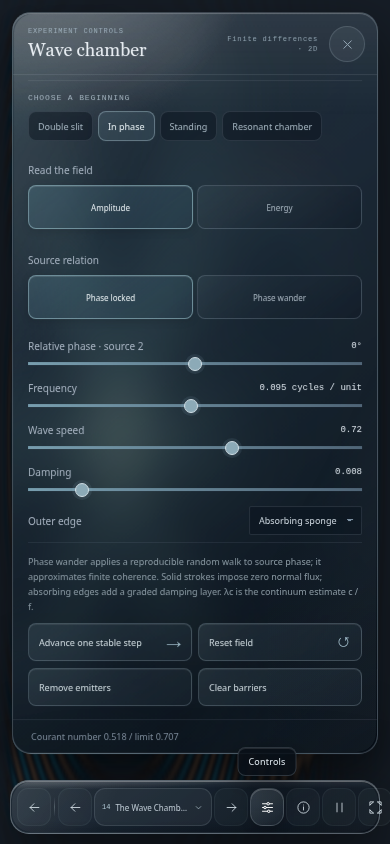 EXPERIMENT CONTROLS
Wave chamber
Finite differences
· 2D
CHOOSE A BEGINNING
Double slit
In phase
Standing
Resonant chamber
Read the field
Amplitude
Energy
Source relation
Phase locked
Phase wander
Relative phase · source 2
0°
Frequency
0.095 cycles / unit
Wave speed
0.72
Damping
0.008
Outer edge
Absorbing sponge
Phase wander applies a reproducible random walk to source phase; it
approximates finite coherence. Solid strokes impose zero normal flux;
absorbing edges add a graded damping layer. λc is the continuum estimate c /
f.
Advance one stable step →
Reset field
Remove emitters
Clear barriers
Courant number 0.518 / limit 0.707
Controls
14 The Wave Chamb...